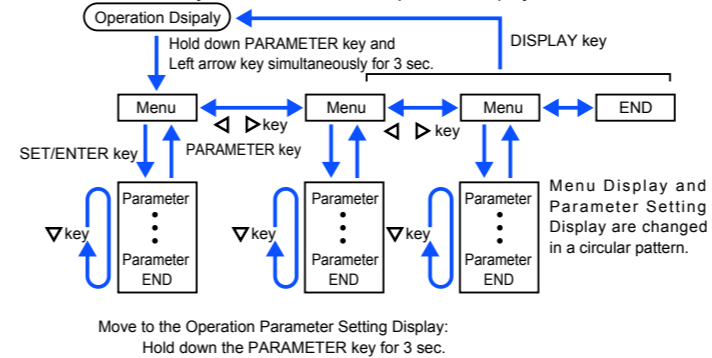 Operation Dsipaly
Hold down PARAMETER key and
Left arrow key simultaneously for 3 sec.
DISPLAY key
Menu
Menu
Menu
END
key
key
SET/ENTER key
PARAMETER key
Parameter
Parameter
END
key
Parameter
Parameter
END
key
Parameter
Parameter
END
key
Menu Display and
Parameter Setting
Display are changed
in a circular pattern.
Move to the Operation Parameter Setting Display:
Hold down the PARAMETER key for 3 sec.